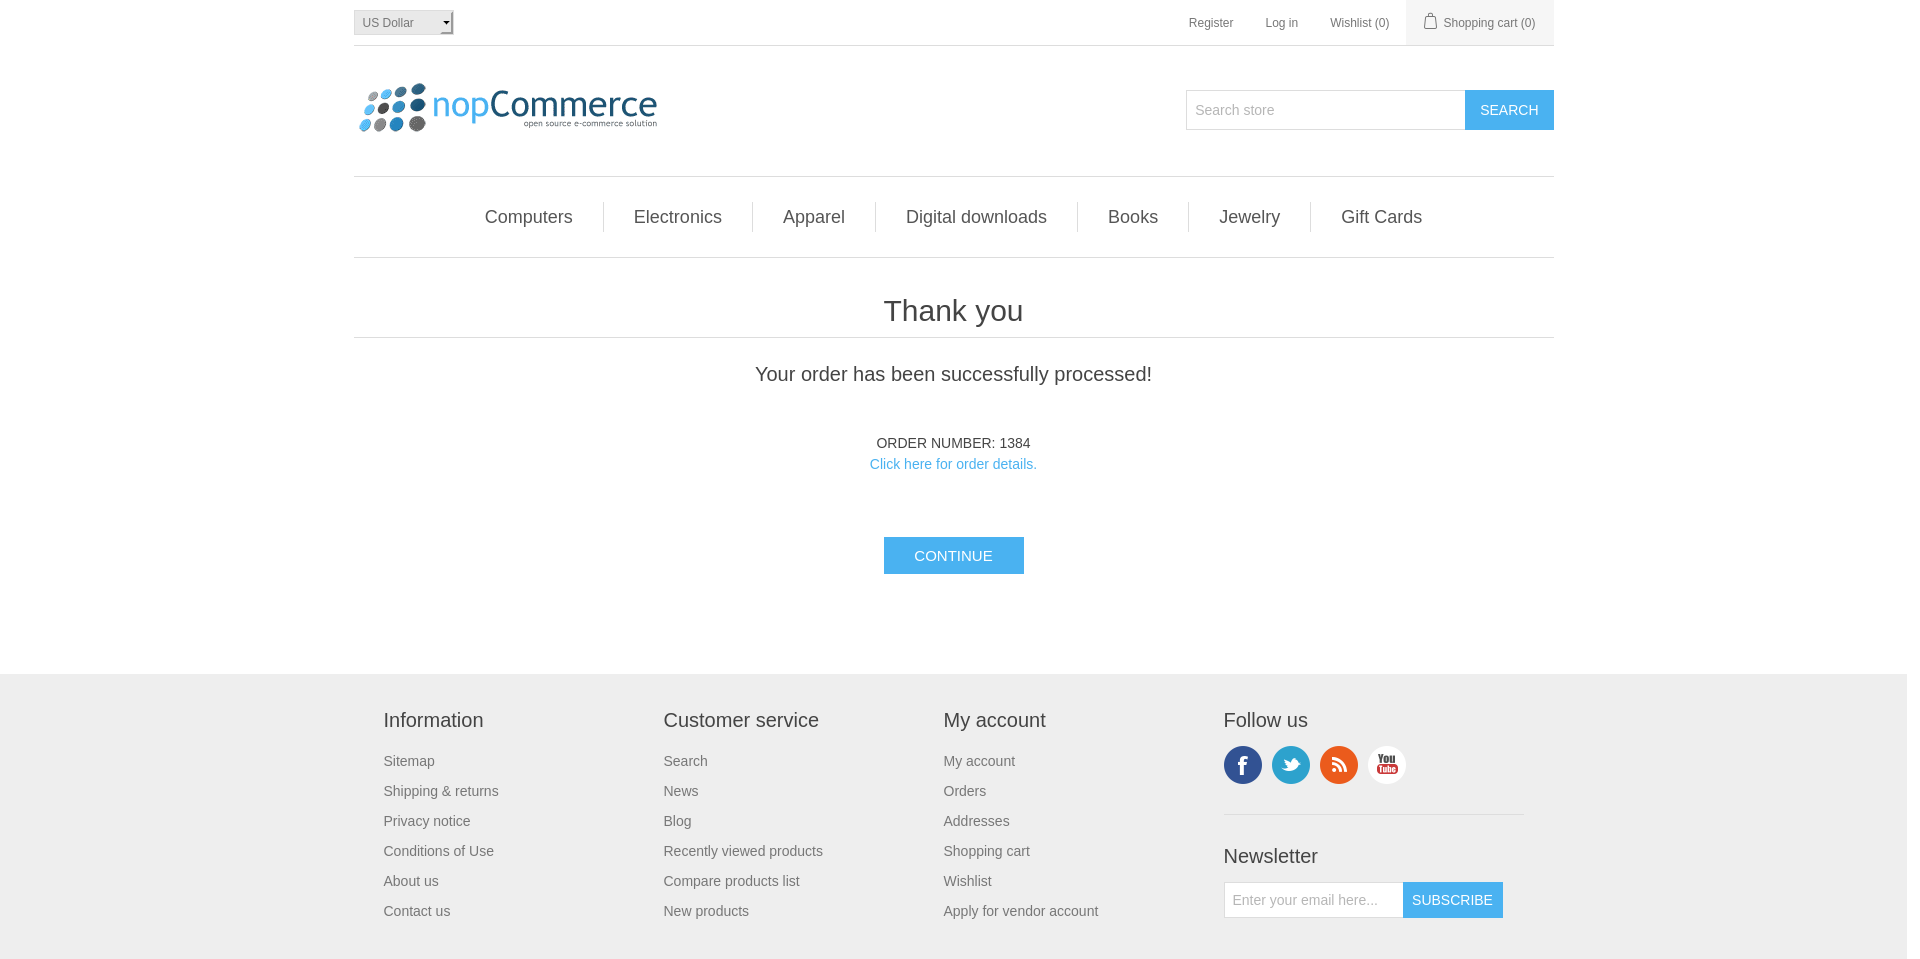 US Dollar
Register
Log in
Wishlist (0)
Shopping cart (0)
nopCommerce
open source e-commerce solution
Search store
SEARCH
Computers
Electronics
Apparel
Digital downloads
Books
Jewelry
Gift Cards
Thank you
Your order has been successfully processed!
ORDER NUMBER: 1384
Click here for order details.
CONTINUE
Information
Sitemap
Shipping & returns
Privacy notice
Conditions of Use
About us
Contact us
Customer service
Search
News
Blog
Recently viewed products
Compare products list
New products
My account
My account
Orders
Addresses
Shopping cart
Wishlist
Apply for vendor account
Follow us
f
You
Tube
Newsletter
Enter your email here...
SUBSCRIBE